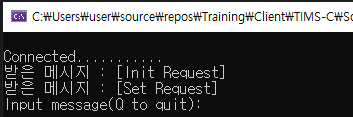 C:₩Users₩user₩source₩repos₩Training₩Client₩TIMS-C₩Sc
Connected...........
받은 메시지 : [Init Request]
받은 메시지 : [Set Request]
Input message(Q to quit):